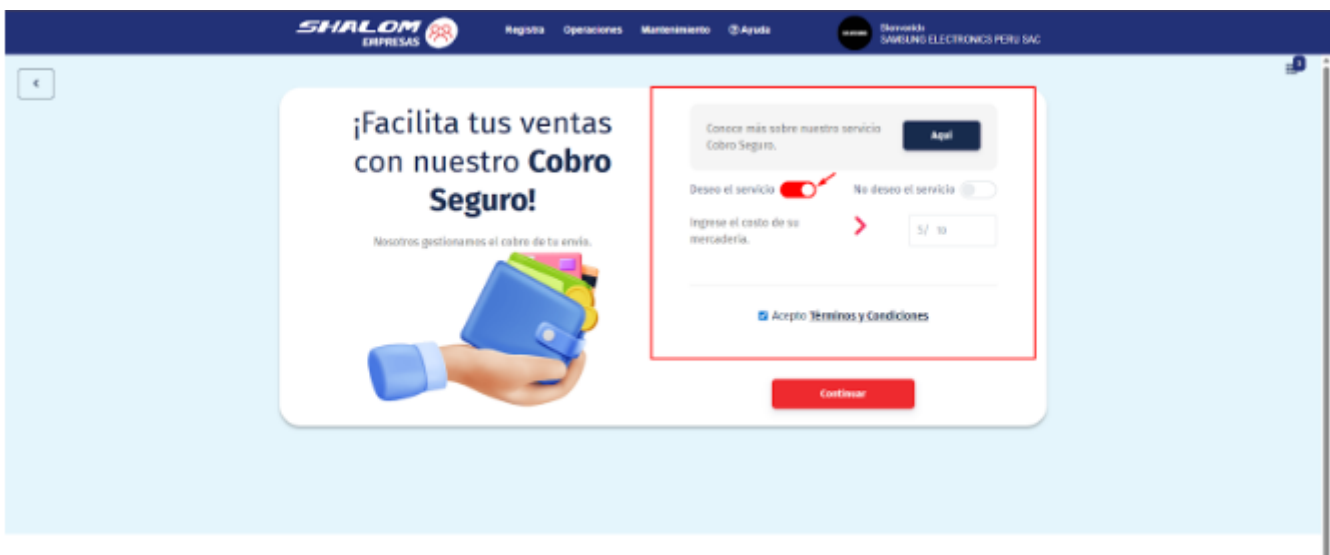 SHALOM
EMPRESAS
Registra Operaciones Mantenimiento Ayuda
Bienvenido
SAMSUNG ELECTRONICS PERU SAC
¡Facilita tus ventas
con nuestro Cobro
Seguro!
Nosotros gestionamos el cobro de tu envío.
Conoce más sobre nuestro servicio
Cobro Seguro.
Aquí
Deseo el servicio
No deseo el servicio
Ingrese el costo de su
mercadería.
S/ 10
Acepto Términos y Condiciones
Continuar